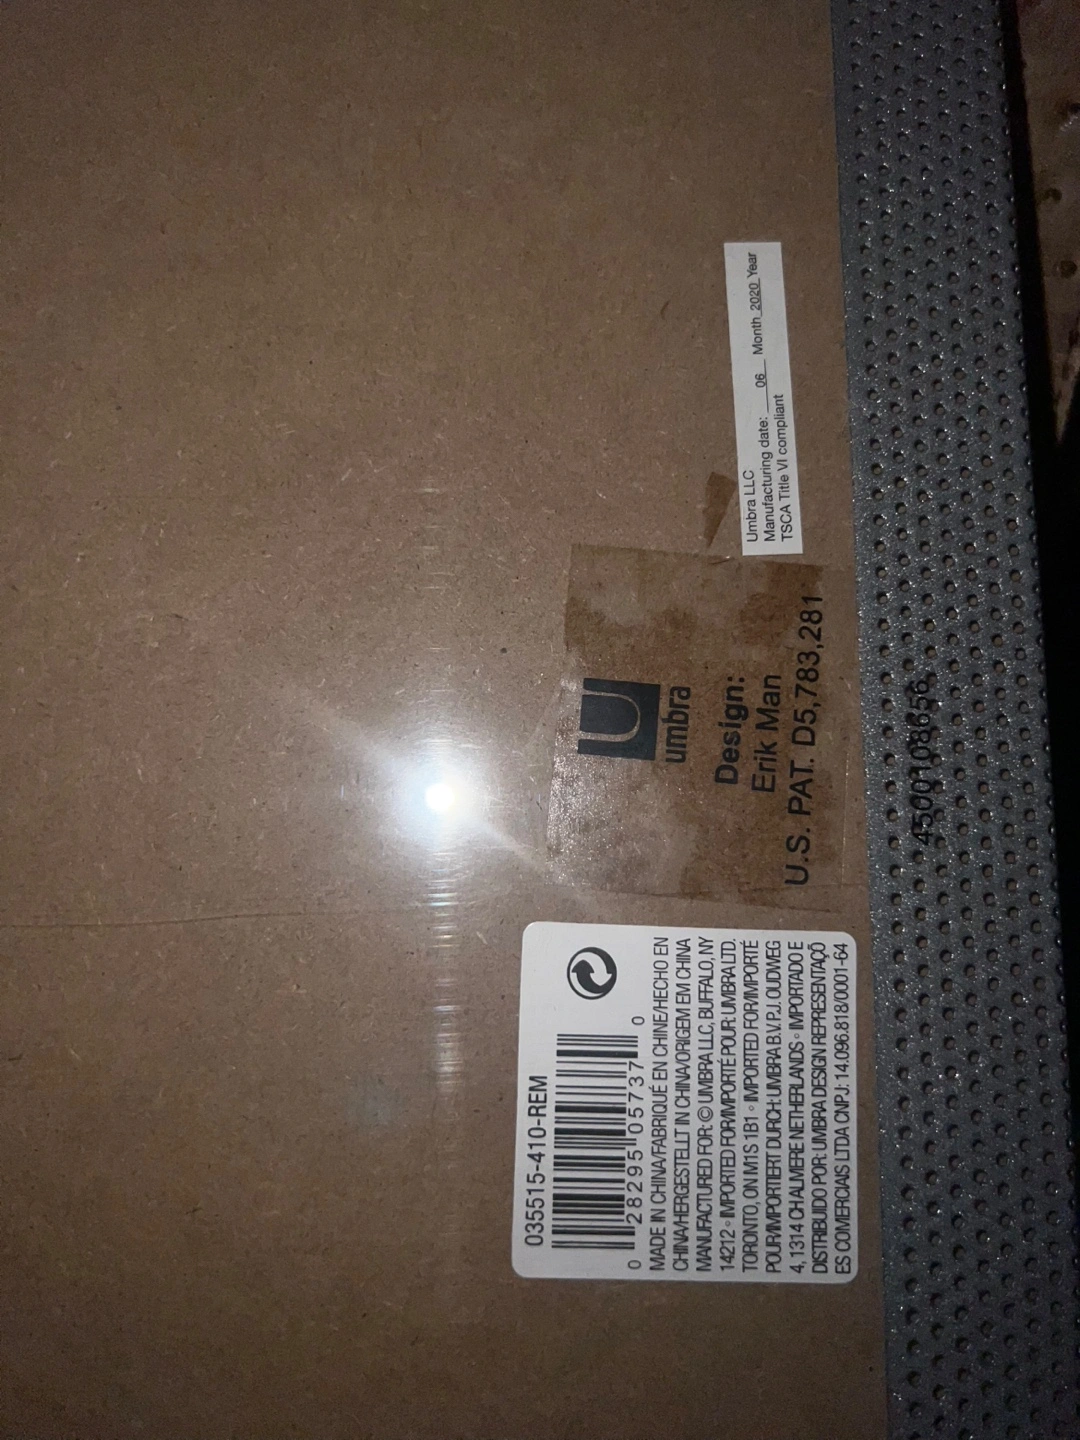 Umbra LLC
Manufacturing date: ___06___ Month_2020_Year
TSCA Title VI compliant
umbra
Design:
Erik Man
U.S. PAT. D5,783,281
4500108656
035515-410-REM
0 28295 05737 0
MADE IN CHINA/FABRIQUÉ EN CHINE/HECHO EN
CHINA/HERGESTELLT IN CHINA/ORIGEM EM CHINA
MANUFACTURED FOR: © UMBRA LLC, BUFFALO, NY
14212 ◦ IMPORTED FOR/IMPORTÉ POUR: UMBRA LTD.
TORONTO, ON M1S 1B1 ◦ IMPORTED FOR/IMPORTÉ
POUR/IMPORTIERT DURCH: UMBRA B.V. P.J. OUDWEG
4, 1314 CH ALMERE NETHERLANDS ◦ IMPORTADO E
DISTRIBUIDO POR: UMBRA DESIGN REPRESENTAÇÕ
ES COMERCIAIS LTDA CNPJ: 14.096.818/0001-64